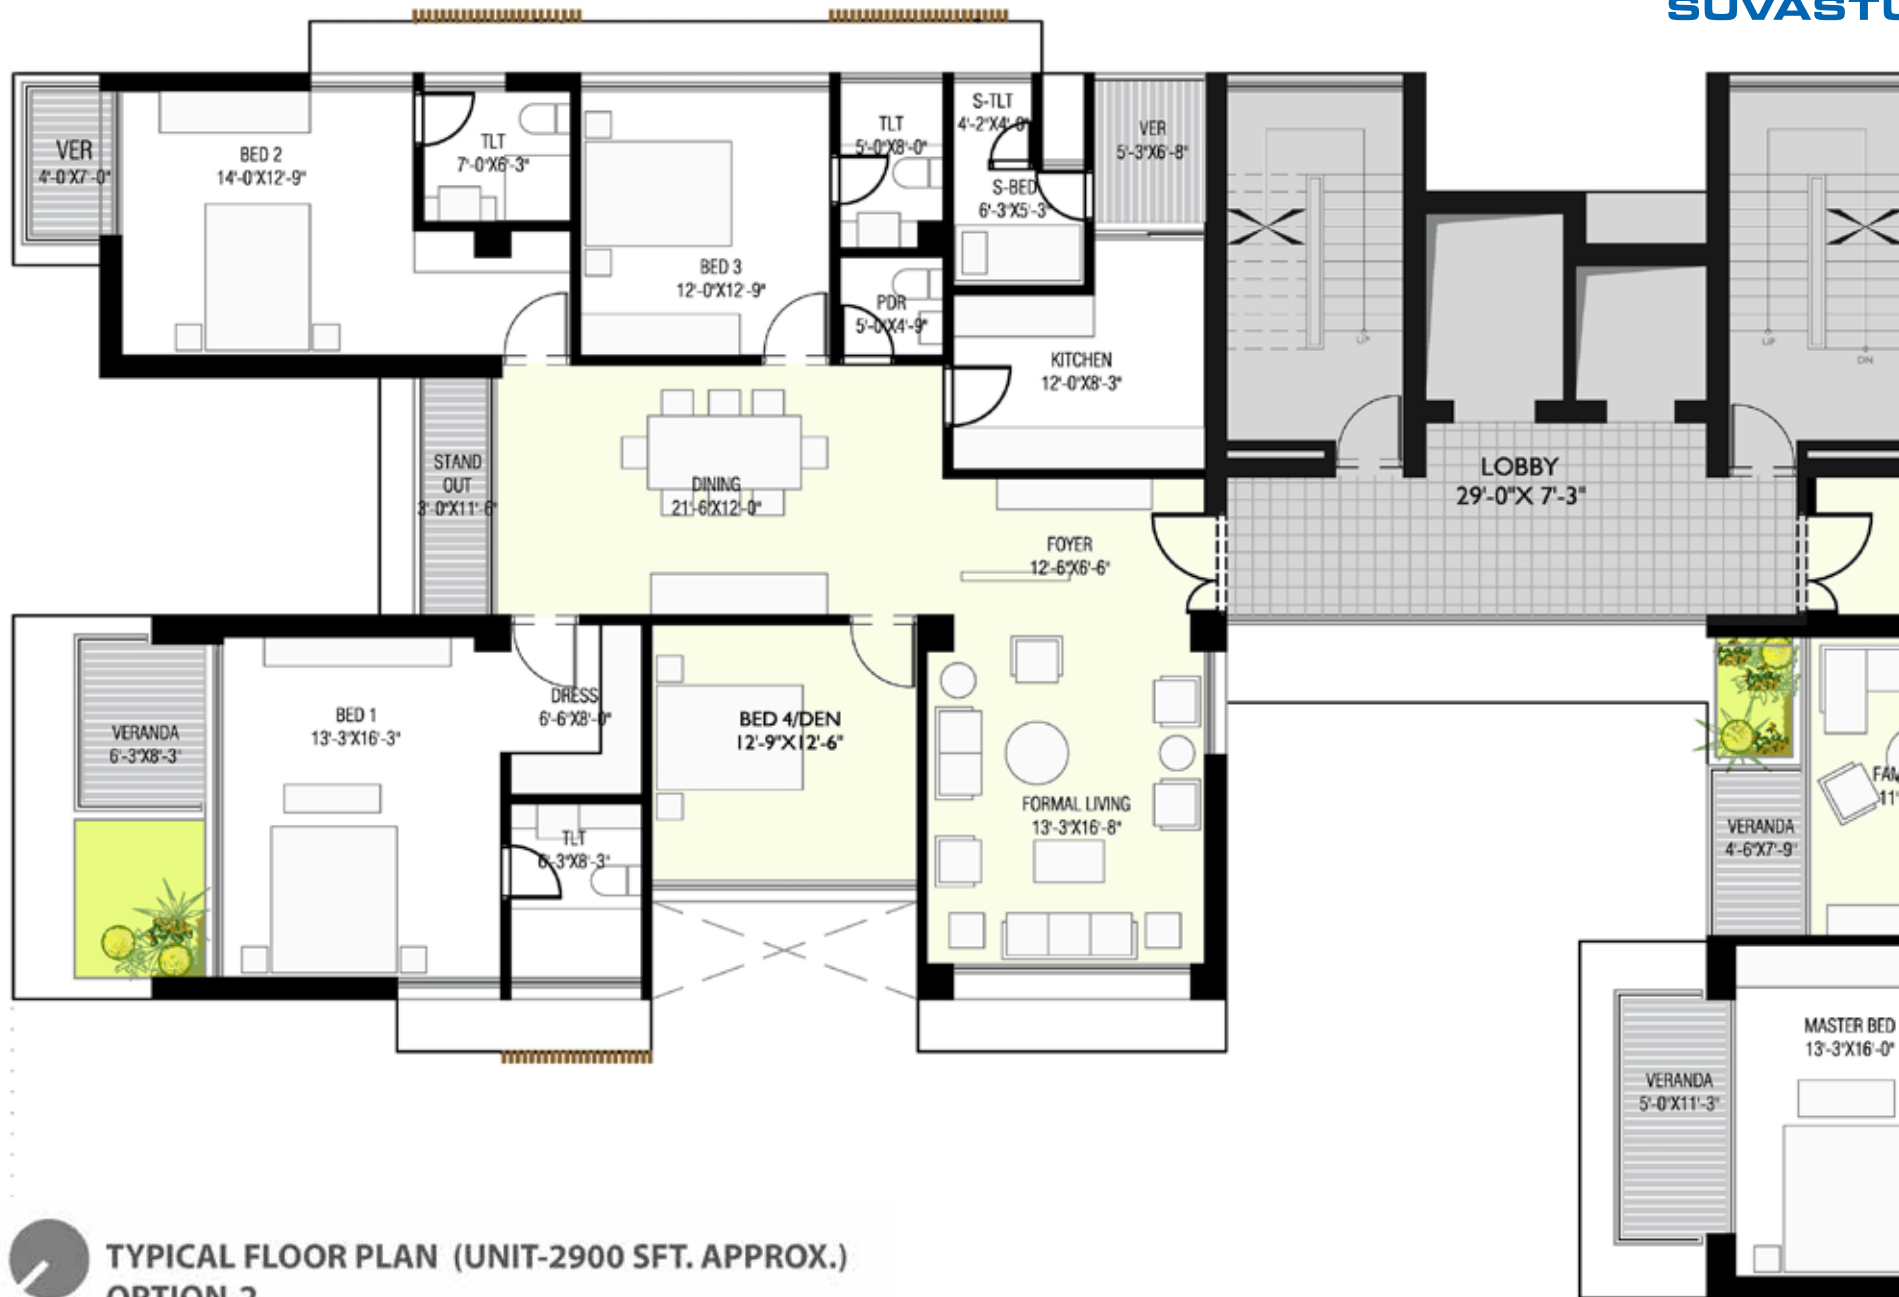 VER
4'-0"X7'-0"
BED 2
14'-0"X12'-9"
TLT
7'-0"X6'-3"
BED 3
12'-0"X12'-9"
TLT
5'-0"X8'-0"
PDR
5'-0"X4'-9"
S-TLT
S-BED
6'-3"X5'-3"
VER
5'-3"X6'-8"
KITCHEN
12'-0"X8'-3"
UP
UP
DN
LOBBY
29'-0"X 7'-3"
STAND
OUT
3'-0"X11'-6"
DINING
21'-6"X12'-0"
FOYER
12'-6"X6'-6"
VERANDA
6'-3"X8'-3"
BED 1
13'-3"X16'-3"
DRESS
6'-6"X8'-0"
TLT
6'-3"X8'-3"
BED 4/DEN
12'-9"X12'-6"
FORMAL LIVING
13'-3"X16'-8"
VERANDA
4'-6"X7'-9"
MASTER BED
13'-3"X16'-0"
VERANDA
5'-0"X11'-3"
TYPICAL FLOOR PLAN (UNIT-2900 SFT. APPROX.)